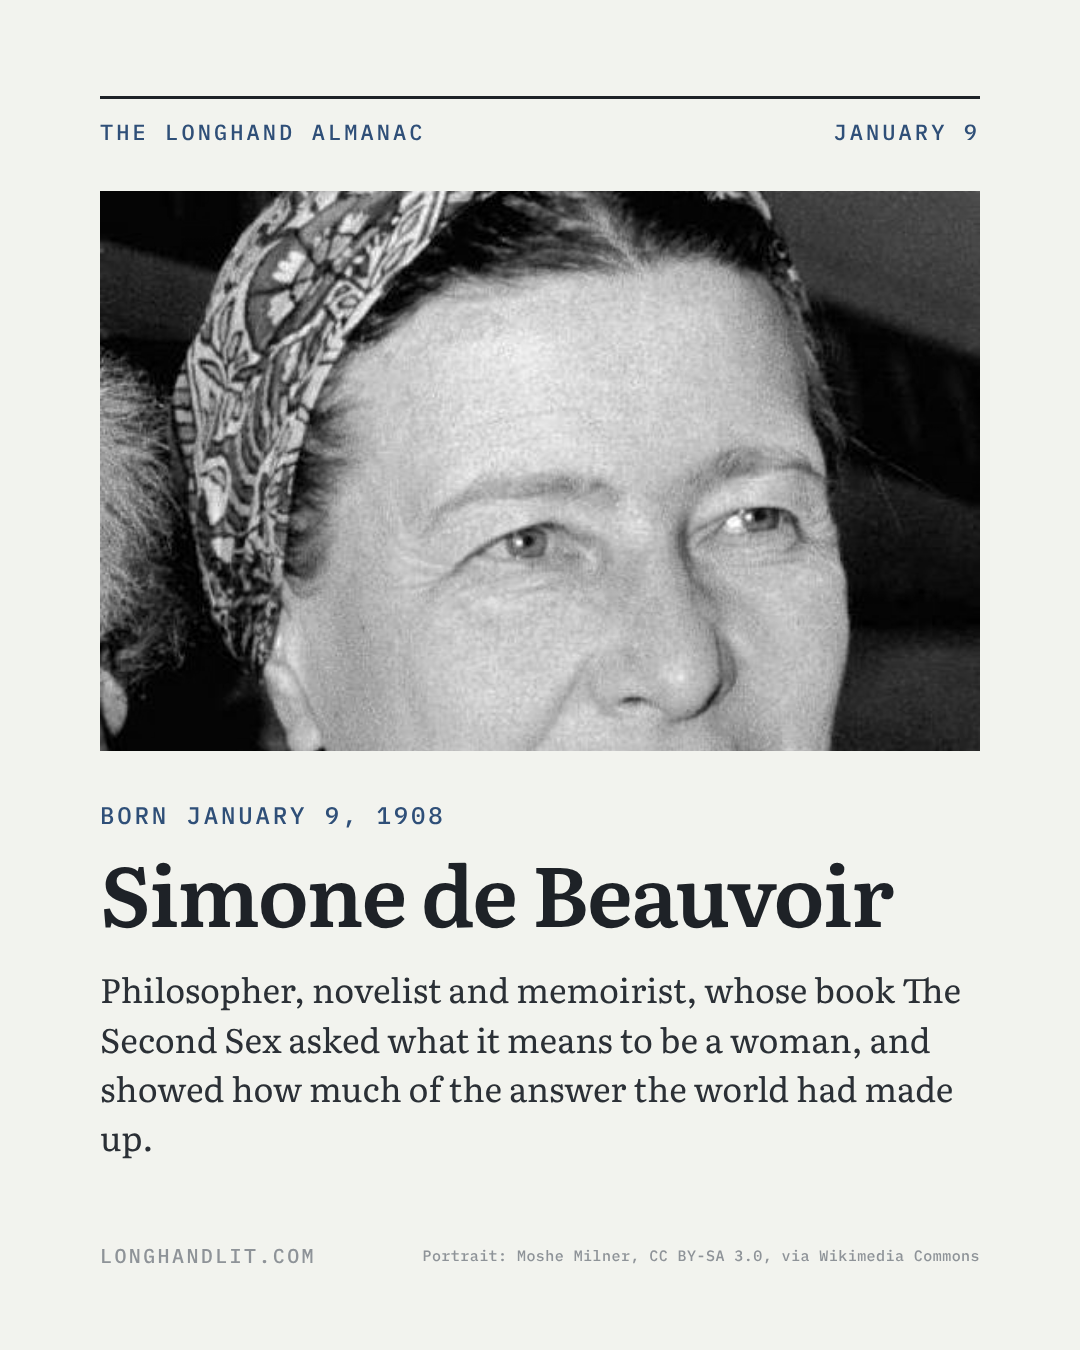 THE LONGHAND ALMANAC
JANUARY 9
BORN JANUARY 9, 1908
Simone de Beauvoir
Philosopher, novelist and memoirist, whose book The
Second Sex asked what it means to be a woman, and
showed how much of the answer the world had made
up.
LONGHANDLIT.COM
Portrait: Moshe Milner, CC BY-SA 3.0, via Wikimedia Commons